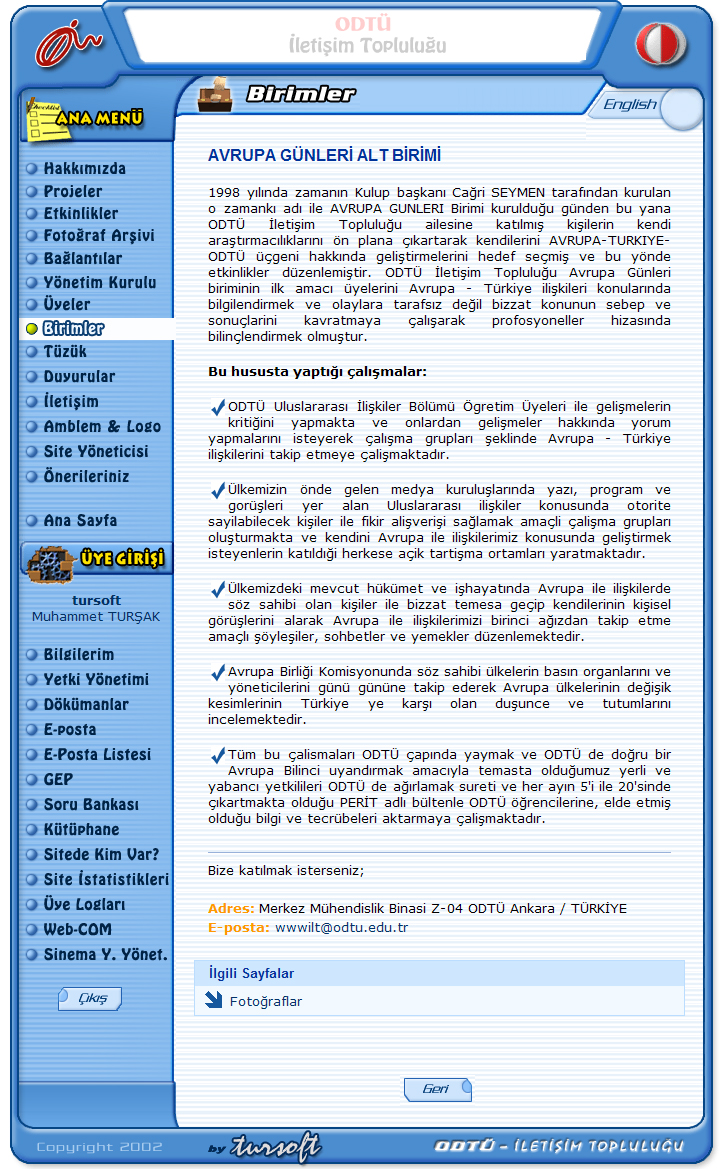 ODTÜ
İletişim Topluluğu
Birimler
English
Checklist
ANA MENÜ
Hakkımızda
Projeler
Etkinlikler
Fotoğraf Arşivi
Bağlantılar
Yönetim Kurulu
Üyeler
Birimler
Tüzük
Duyurular
İletişim
Amblem & Logo
Site Yöneticisi
Önerileriniz
Ana Sayfa
ÜYE GİRİŞİ
tursoft
Muhammet TURŞAK
Bilgilerim
Yetki Yönetimi
Dökümanlar
E-posta
E-Posta Listesi
GEP
Soru Bankası
Kütüphane
Sitede Kim Var?
Site İstatistikleri
Üye Logları
Web-COM
Sinema Y. Yönet.
Çıkış
AVRUPA GÜNLERİ ALT BİRİMİ
1998 yılında zamanın Kulup başkanı Cağri SEYMEN tarafından kurulan
o zamankı adı ile AVRUPA GUNLERI Birimi kurulduğu günden bu yana
ODTÜ İletişim Topluluğu ailesine katılmış kişilerin kendi
araştırmacılıklarını ön plana çıkartarak kendilerini AVRUPA-TURKIYE-
ODTÜ üçgeni hakkında geliştirmelerini hedef seçmiş ve bu yönde
etkinlikler düzenlemiştir. ODTÜ İletişim Topluluğu Avrupa Günleri
biriminin ilk amacı üyelerini Avrupa - Türkiye ilişkileri konularında
bilgilendirmek ve olaylara tarafsız değil bizzat konunun sebep ve
sonuçlarini kavratmaya çalışarak profosyoneller hizasında
bilinçlendirmek olmuştur.
Bu hususta yaptığı çalışmalar:
ODTÜ Uluslararası İlişkiler Bölümü Ögretim Üyeleri ile gelişmelerin
kritiğini yapmakta ve onlardan gelişmeler hakkında yorum
yapmalarını isteyerek çalışma grupları şeklinde Avrupa - Türkiye
ilişkilerini takip etmeye çalişmaktadır.
Ülkemizin önde gelen medya kuruluşlarında yazı, program ve
gorüşleri yer alan Uluslararası ilişkiler konusunda otorite
sayilabilecek kişiler ile fikir alişverişi sağlamak amaçli çalışma grupları
oluşturmakta ve kendini Avrupa ile ilişkilerimiz konusunda geliştirmek
isteyenlerin katıldığı herkese açik tartişma ortamları yaratmaktadır.
Ülkemizdeki mevcut hükümet ve işhayatında Avrupa ile ilişkilerde
söz sahibi olan kişiler ile bizzat temesa geçip kendilerinin kişisel
görüşlerini alarak Avrupa ile ilişkilerimizi birinci ağızdan takip etme
amaçlı şöyleşiler, sohbetler ve yemekler düzenlemektedir.
Avrupa Birliği Komisyonunda söz sahibi ülkelerin basın organlarını ve
yöneticilerini günü gününe takip ederek Avrupa ülkelerinin değişik
kesimlerinin Türkiye ye karşı olan duşunce ve tutumlarını
incelemektedir.
Tüm bu çalismaları ODTÜ çapında yaymak ve ODTÜ de doğru bir
Avrupa Bilinci uyandırmak amacıyla temasta olduğumuz yerli ve
yabancı yetkilileri ODTÜ de ağırlamak sureti ve her ayın 5'i ile 20'sinde
çıkartmakta olduğu PERİT adlı bültenle ODTÜ öğrencilerine, elde etmiş
olduğu bilgi ve tecrübeleri aktarmaya çalişmaktadır.
Bize katılmak isterseniz;
Adres: Merkez Mühendislik Binasi Z-04 ODTÜ Ankara / TÜRKİYE
E-posta: wwwilt@odtu.edu.tr
İlgili Sayfalar
Fotoğraflar
Geri
Copyright 2002
by tursoft
ODTÜ - İLETİŞİM TOPLULUĞU